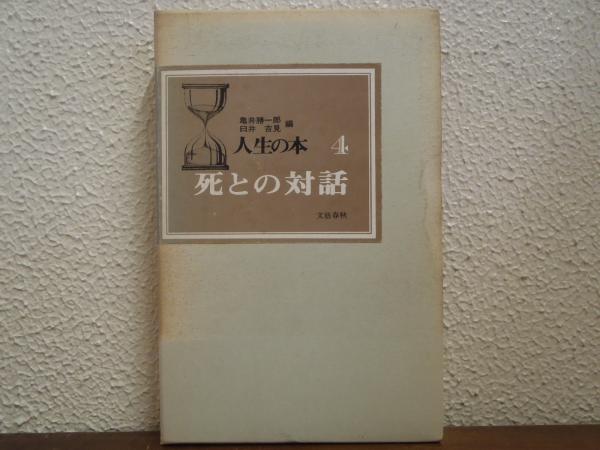 亀井勝一郎
臼井 吉見 編
人生の本 4
死との対話
文藝春秋